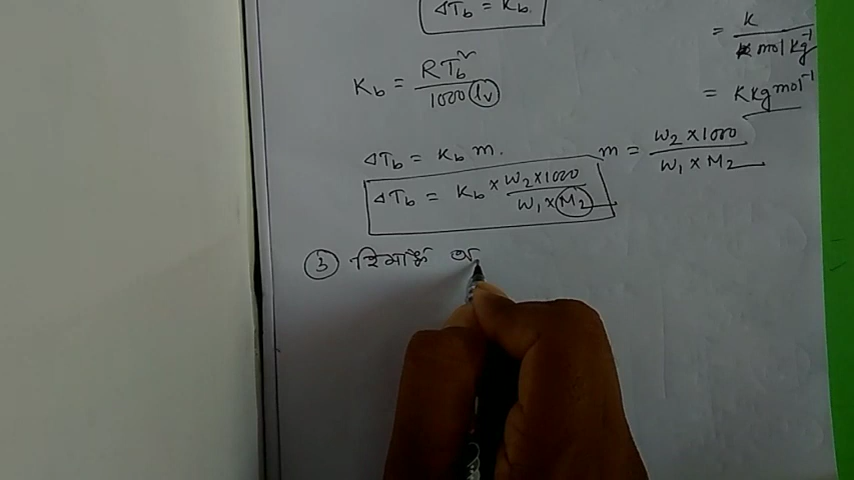 ΔT_b = K_b
= K / K mol kg⁻¹
K_b = R T_b² / 1000 l_v
= K kg mol⁻¹
ΔT_b = K_b m. m = w₂ × 1000 / w₁ × M₂
ΔT_b = K_b × w₂ × 1000 / w₁ × M₂
③ হিমাঙ্ক অ